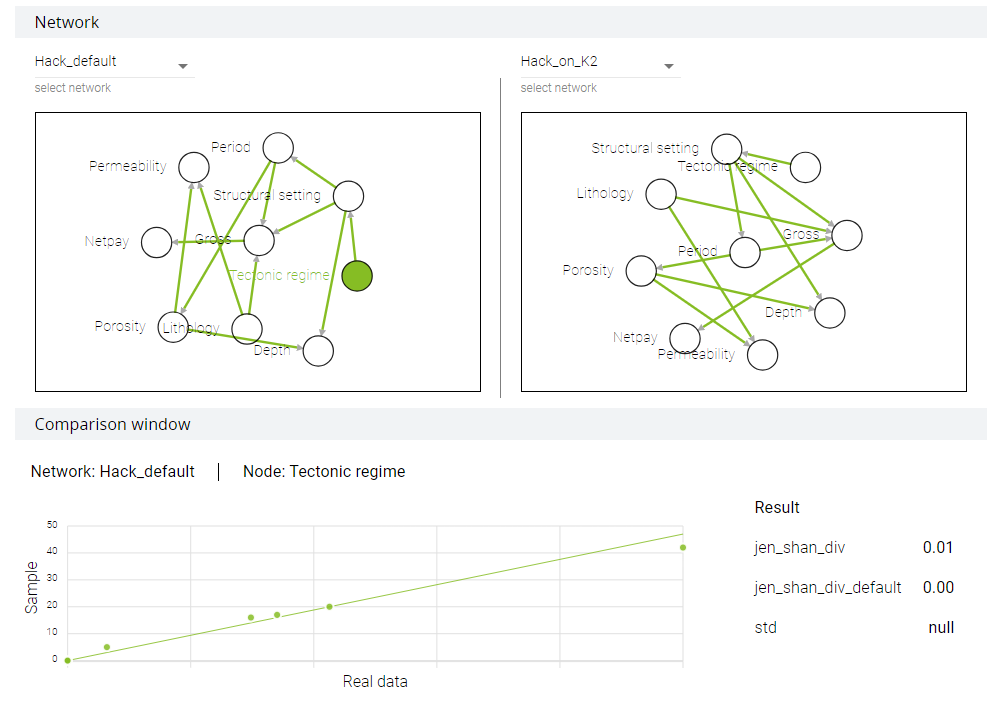 Network
Hack_default
select network
Hack_on_K2
select network
Period
Permeability
Structural setting
Netpay
Gross
Tectonic regime
Porosity
Lithology
Depth
Structural setting
Tectonic regime
Lithology
Gross
Period
Porosity
Depth
Netpay
Permeability
Comparison window
Network: Hack_default | Node: Tectonic regime
50
40
30
20
10
0
Sample
Real data
Result
jen_shan_div 0.01
jen_shan_div_default 0.00
std null